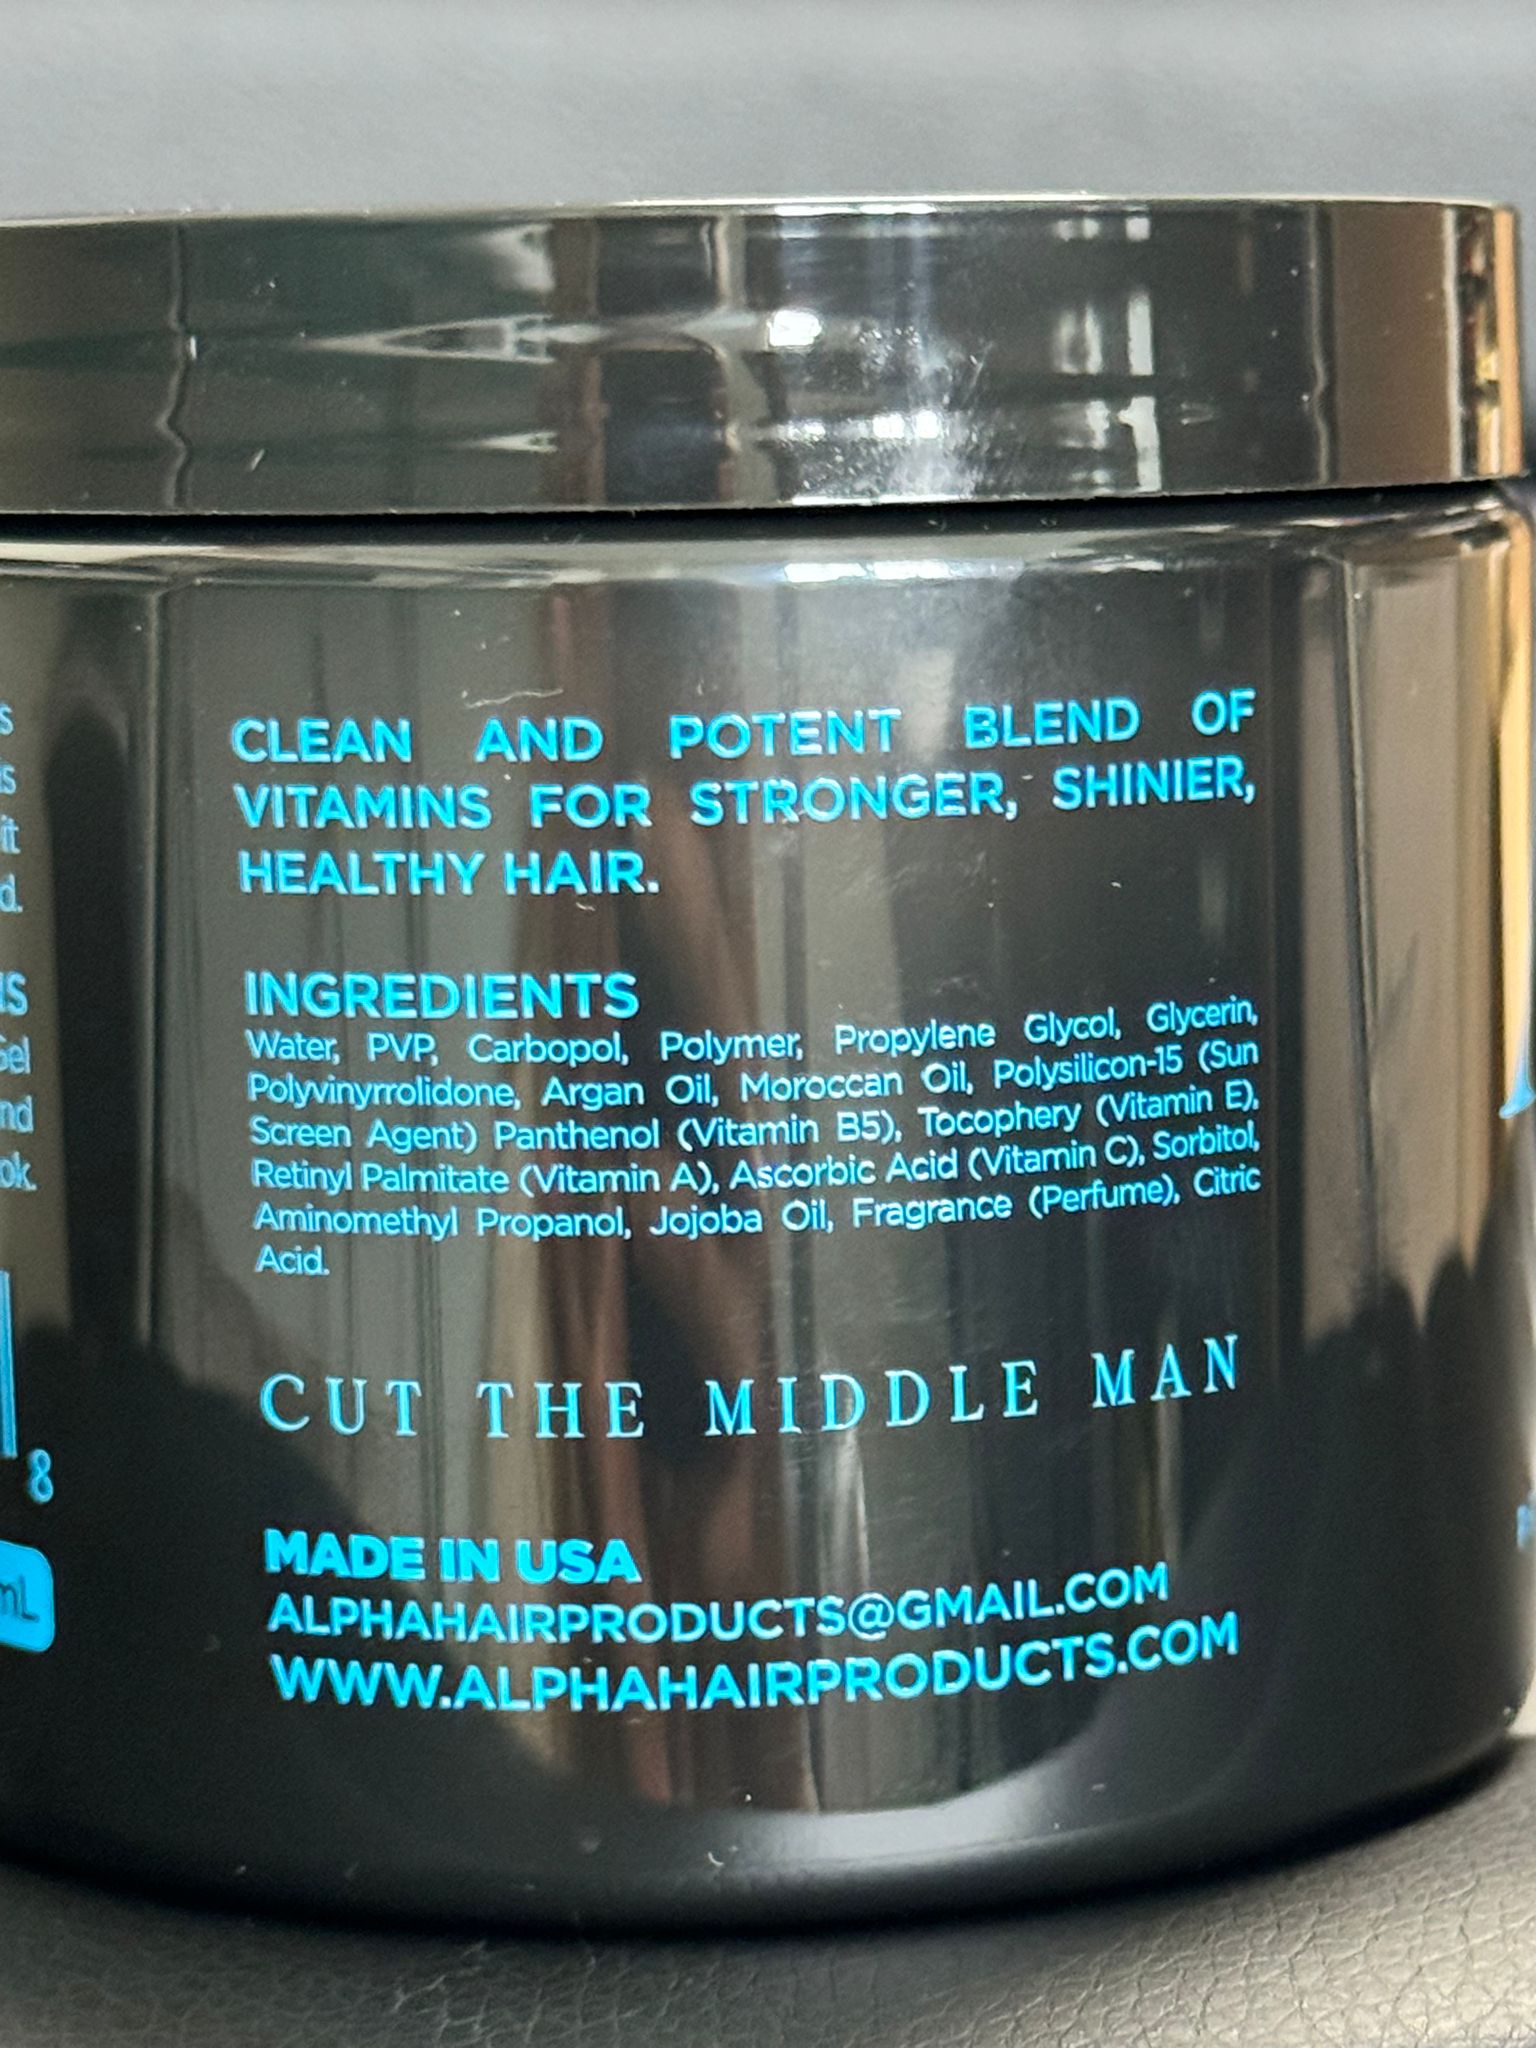 CLEAN AND POTENT BLEND OF
VITAMINS FOR STRONGER, SHINIER,
HEALTHY HAIR.
INGREDIENTS
Water, PVP, Carbopol, Polymer, Propylene Glycol, Glycerin,
Polyvinyrrolidone, Argan Oil, Moroccan Oil, Polysilicon-15 (Sun
Screen Agent) Panthenol (Vitamin B5), Tocophery (Vitamin E),
Retinyl Palmitate (Vitamin A), Ascorbic Acid (Vitamin C), Sorbitol,
Aminomethyl Propanol, Jojoba Oil, Fragrance (Perfume), Citric
Acid.
CUT THE MIDDLE MAN
MADE IN USA
ALPHAHAIRPRODUCTS@GMAIL.COM
WWW.ALPHAHAIRPRODUCTS.COM
8
mL